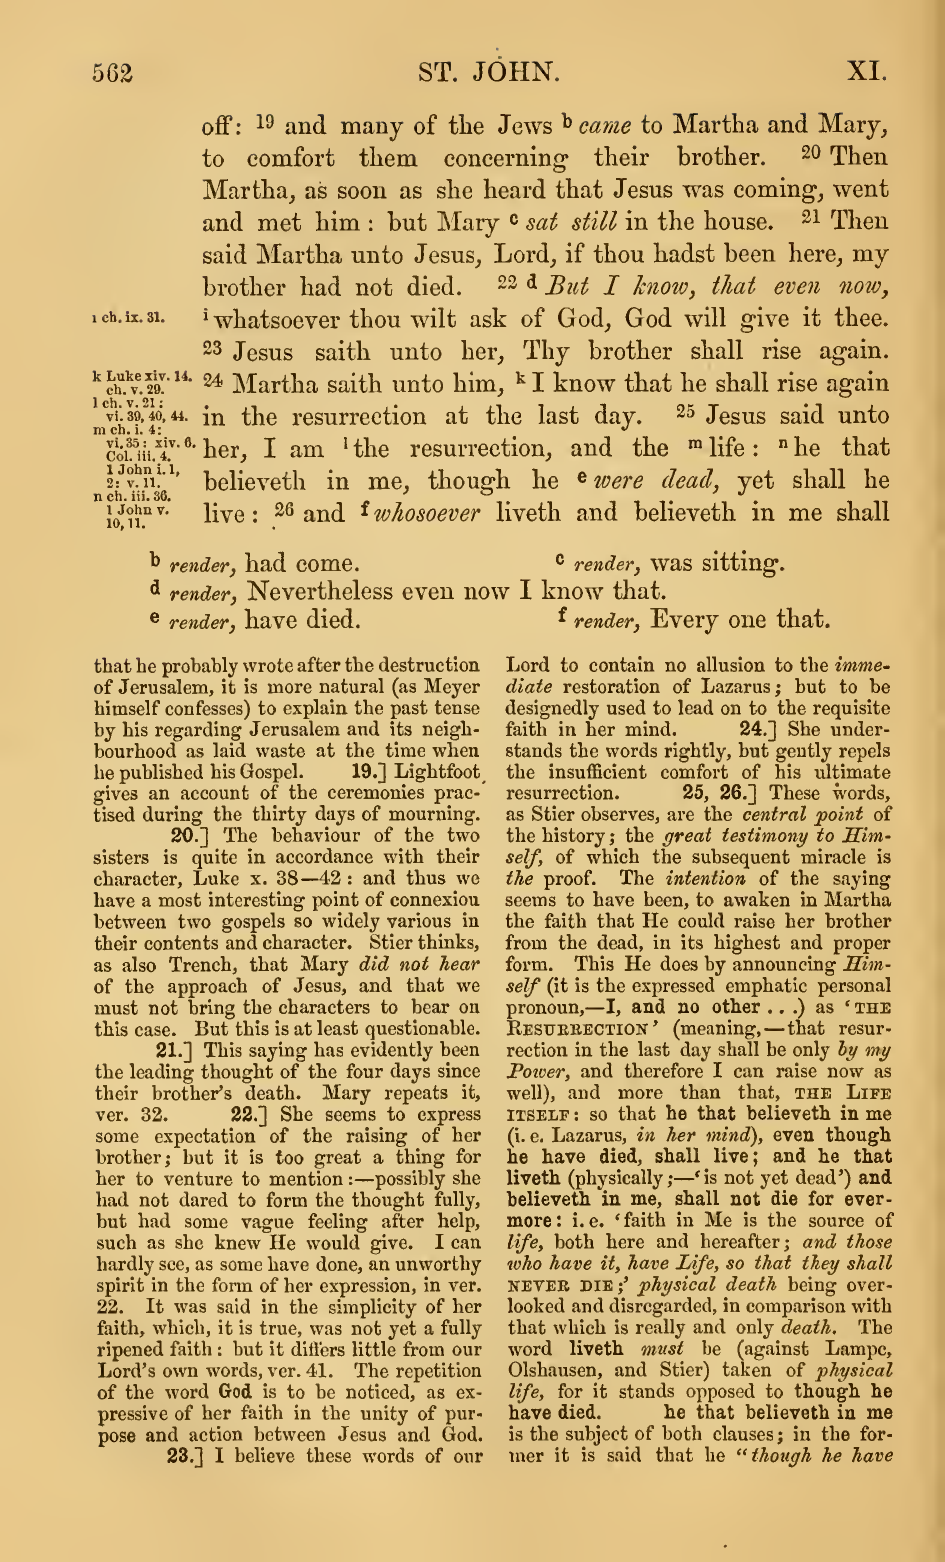 562 ST. JOHN. XI.
off: 19 and many of the Jews b came to Martha and Mary,
to comfort them concerning their brother. 20 Then
Martha, as soon as she heard that Jesus was coming, went
and met him : but Mary c sat still in the house. 21 Then
said Martha unto Jesus, Lord, if thou hadst been here, my
brother had not died. 22 d But I know, that even now,
i whatsoever thou wilt ask of God, God will give it thee.
23 Jesus saith unto her, Thy brother shall rise again.
24 Martha saith unto him, k I know that he shall rise again
in the resurrection at the last day. 25 Jesus said unto
her, I am l the resurrection, and the m life : n he that
believeth in me, though he e were dead, yet shall he
live : 26 and f whosoever liveth and believeth in me shall
i ch. ix. 31.
k Luke xiv. 14.
ch. v. 29.
l ch. v. 21 :
vi. 39, 40, 44.
m ch. i. 4:
vi. 35 : xiv. 6.
Col. iii. 4.
1 John i. 1,
2: v. 11.
n ch. iii. 36.
1 John v.
10, 11.
b render, had come. c render, was sitting.
d render, Nevertheless even now I know that.
e render, have died. f render, Every one that.
that he probably wrote after the destruction
of Jerusalem, it is more natural (as Meyer
himself confesses) to explain the past tense
by his regarding Jerusalem and its neigh-
bourhood as laid waste at the time when
he published his Gospel. 19.] Lightfoot
gives an account of the ceremonies prac-
tised during the thirty days of mourning.
20.] The behaviour of the two
sisters is quite in accordance with their
character, Luke x. 38—42 : and thus we
have a most interesting point of connexion
between two gospels so widely various in
their contents and character. Stier thinks,
as also Trench, that Mary did not hear
of the approach of Jesus, and that we
must not bring the characters to bear on
this case. But this is at least questionable.
21.] This saying has evidently been
the leading thought of the four days since
their brother's death. Mary repeats it,
ver. 32. 22.] She seems to express
some expectation of the raising of her
brother; but it is too great a thing for
her to venture to mention :—possibly she
had not dared to form the thought fully,
but had some vague feeling after help,
such as she knew He would give. I can
hardly see, as some have done, an unworthy
spirit in the form of her expression, in ver.
22. It was said in the simplicity of her
faith, which, it is true, was not yet a fully
ripened faith : but it differs little from our
Lord's own words, ver. 41. The repetition
of the word God is to be noticed, as ex-
pressive of her faith in the unity of pur-
pose and action between Jesus and God.
23.] I believe these words of our
Lord to contain no allusion to the imme-
diate restoration of Lazarus; but to be
designedly used to lead on to the requisite
faith in her mind. 24.] She under-
stands the words rightly, but gently repels
the insufficient comfort of his ultimate
resurrection. 25, 26.] These words,
as Stier observes, are the central point of
the history; the great testimony to Him-
self, of which the subsequent miracle is
the proof. The intention of the saying
seems to have been, to awaken in Martha
the faith that He could raise her brother
from the dead, in its highest and proper
form. This He does by announcing Him-
self (it is the expressed emphatic personal
pronoun,—I, and no other . . .) as ‘THE
RESURRECTION’ (meaning,—that resur-
rection in the last day shall be only by my
Power, and therefore I can raise now as
well), and more than that, THE LIFE
ITSELF: so that he that believeth in me
(i. e. Lazarus, in her mind), even though
he have died, shall live; and he that
liveth (physically;—‘is not yet dead’) and
believeth in me, shall not die for ever-
more: i. e. ‘faith in Me is the source of
life, both here and hereafter; and those
who have it, have Life, so that they shall
NEVER DIE;’ physical death being over-
looked and disregarded, in comparison with
that which is really and only death. The
word liveth must be (against Lampe,
Olshausen, and Stier) taken of physical
life, for it stands opposed to though he
have died. he that believeth in me
is the subject of both clauses; in the for-
mer it is said that he “though he have